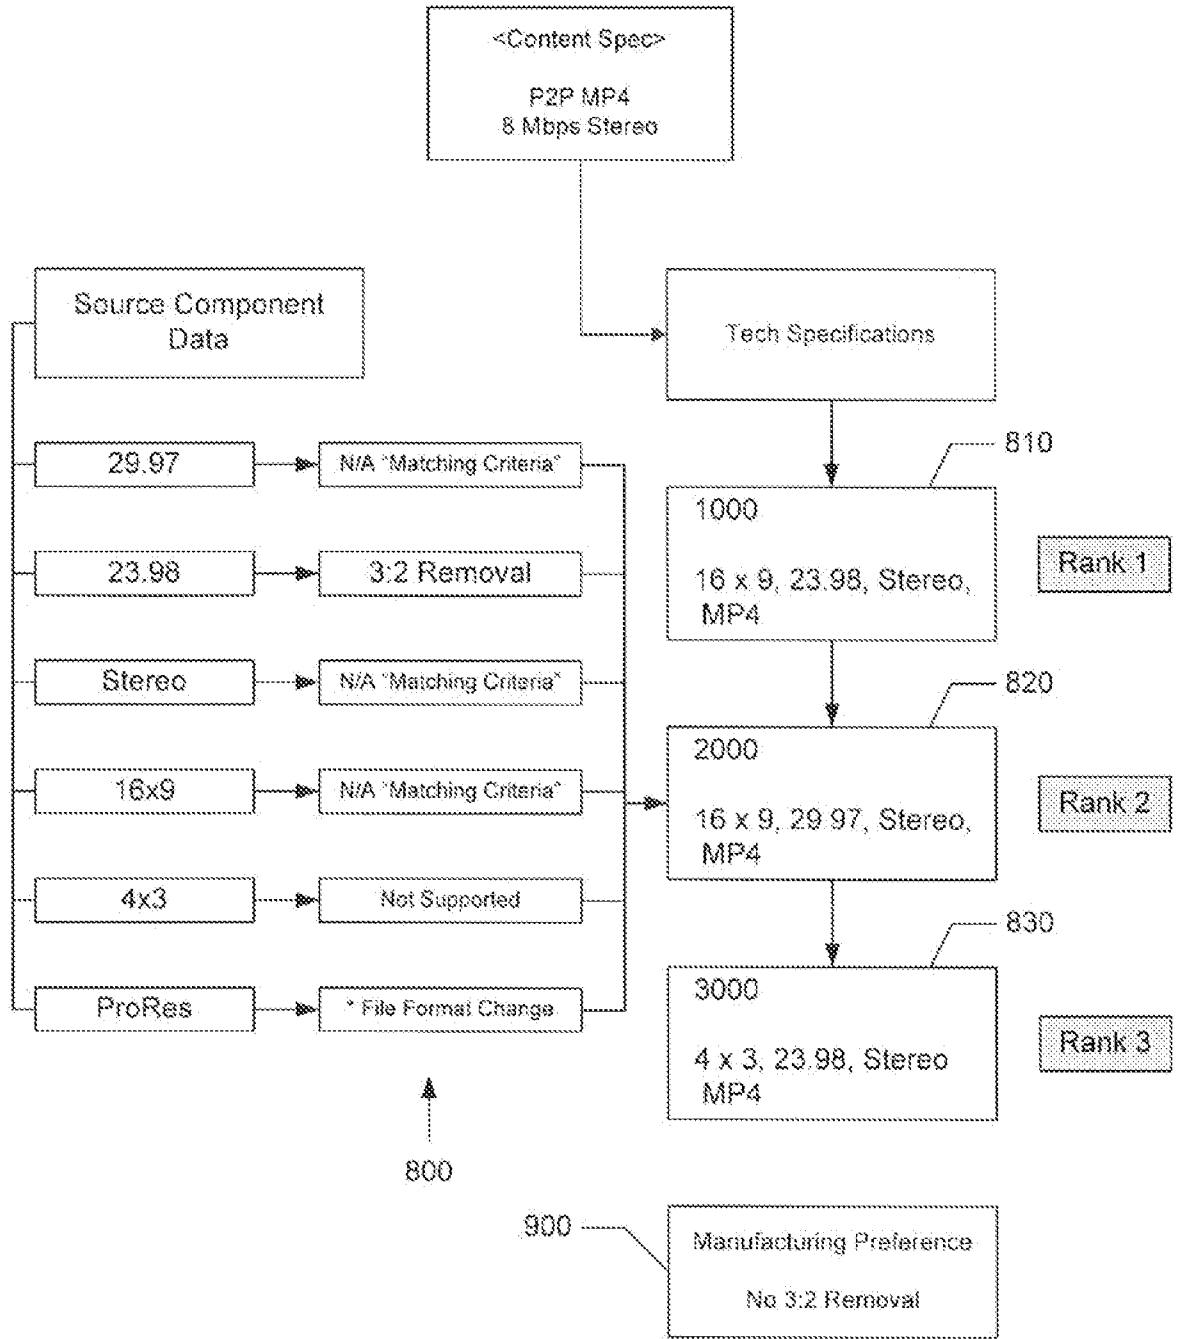 <Content Spec>
P2P MP4
8 Mbps Stereo
Source Component
Data
Tech Specifications
29.97
N/A "Matching Criteria"
810
1000
16 x 9, 23.98, Stereo,
MP4
Rank 1
23.98
3:2 Removal
Stereo
N/A "Matching Criteria"
820
2000
16 x 9, 29.97, Stereo,
MP4
Rank 2
16x9
N/A "Matching Criteria"
4x3
Not Supported
830
3000
4 x 3, 23.98, Stereo
MP4
Rank 3
ProRes
* File Format Change
800
900
Manufacturing Preference
No 3:2 Removal